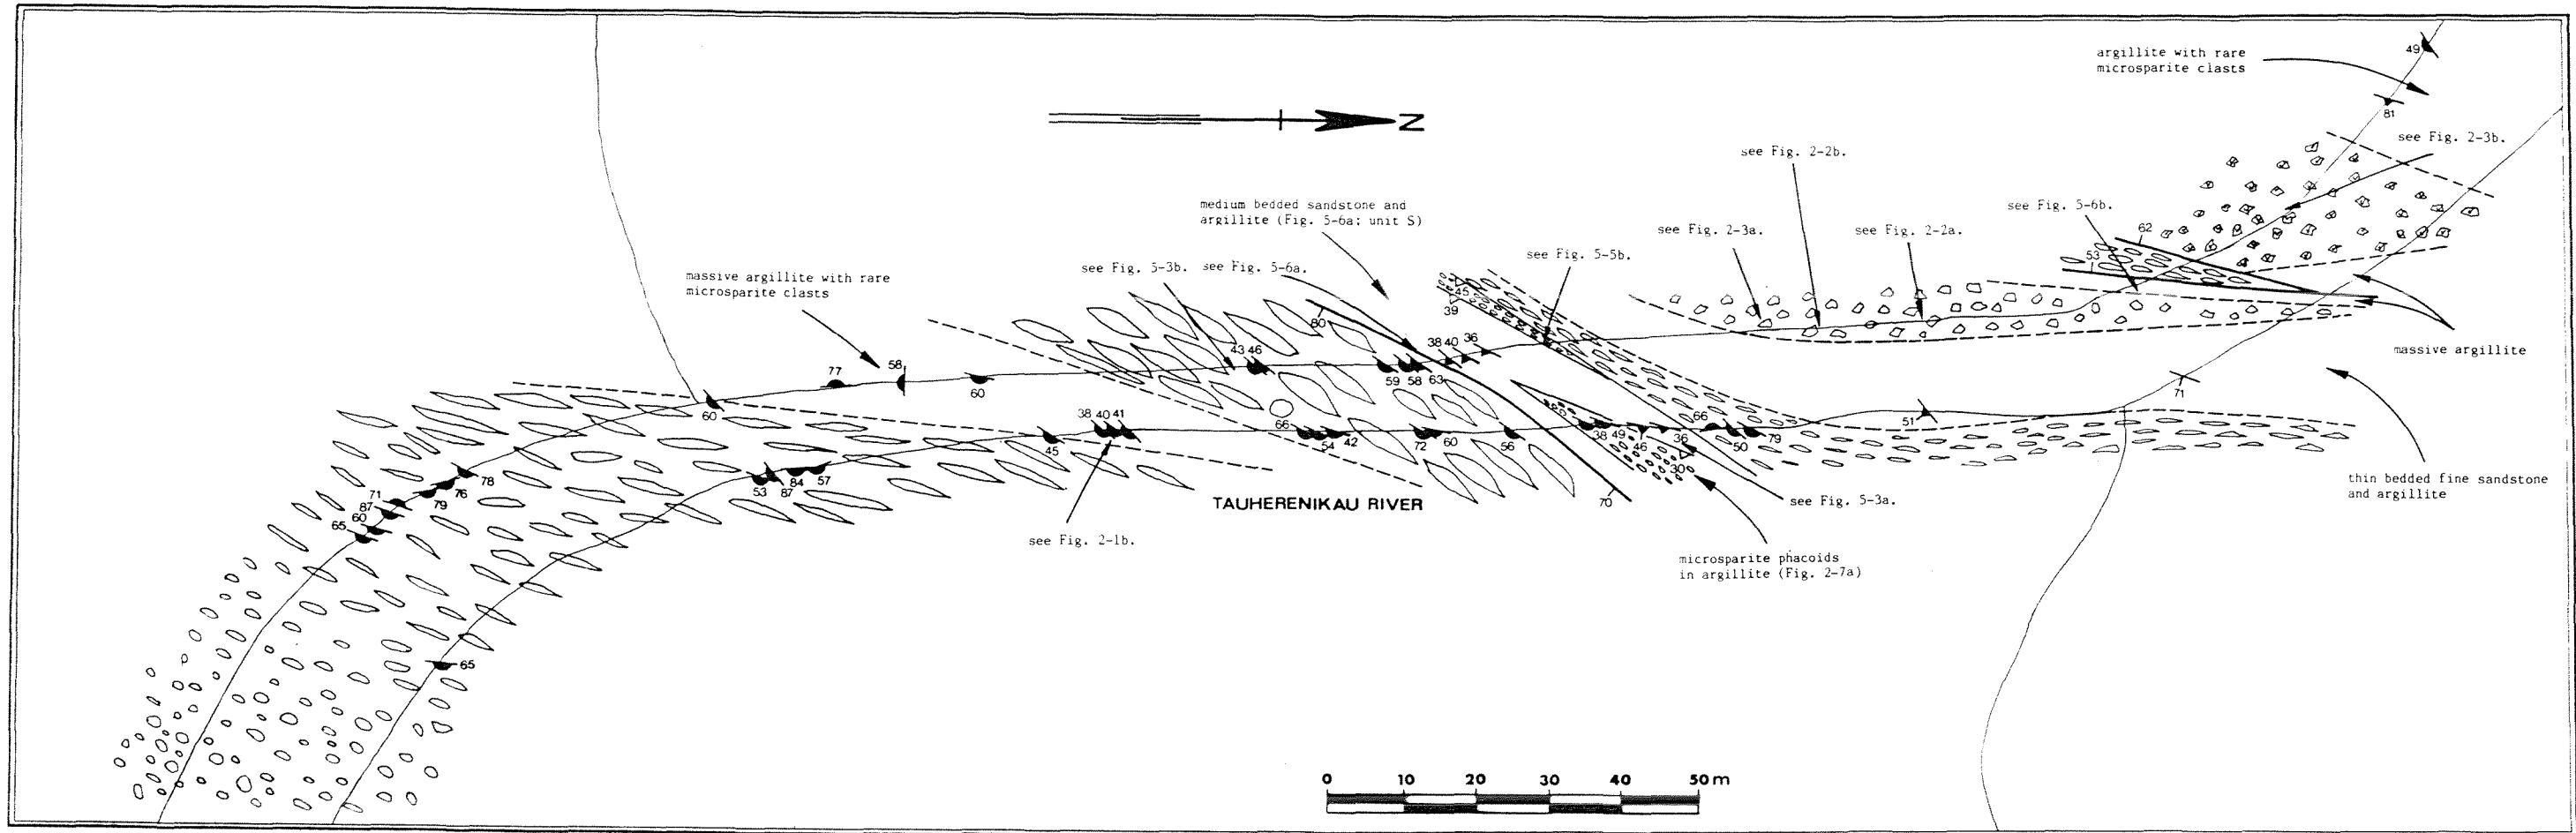 49
argillite with rare
microsparite clasts
81
see Fig. 2-3b.
N
see Fig. 2-2b.
medium bedded sandstone and
argillite (Fig. 5-6a; unit S)
see Fig. 5-6b.
see Fig. 2-3a.
see Fig. 2-2a.
62
53
see Fig. 5-5b.
see Fig. 5-3b.
see Fig. 5-6a.
massive argillite with rare
microsparite clasts
45
39
80
massive argillite
43 46
38 40 36
58
77
60
59 58 63
71
60
38 40 41
66
54
42
72
60
56
38 49
46
36
30
66
50
79
51
45
78
76
79
71
87
60
65
53
87
84
57
TAUHERENIKAU RIVER
70
see Fig. 5-3a.
thin bedded fine sandstone
and argillite
see Fig. 2-1b.
microsparite phacoids
in argillite (Fig. 2-7a)
65
0 10 20 30 40 50 m